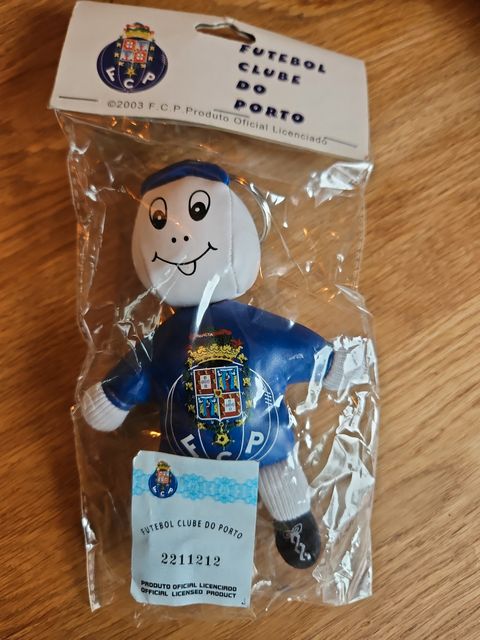 FCP
FUTEBOL
CLUBE
DO
PORTO
©2003 F.C.P. Produto Oficial Licenciado
FCP
FCP
FUTEBOL CLUBE DO PORTO
2211212
PRODUTO OFICIAL LICENCIADO
OFFICIAL LICENSED PRODUCT